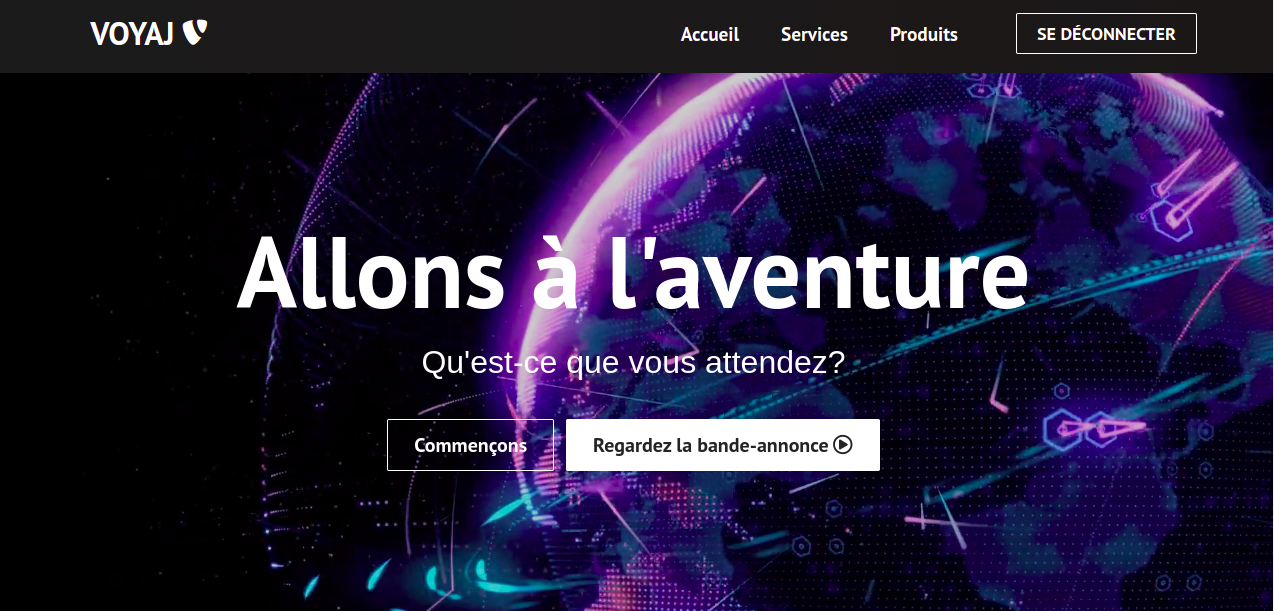 VOYAJ
Accueil Services Produits SE DÉCONNECTER
Allons à l'aventure
Qu'est-ce que vous attendez?
Commençons Regardez la bande-annonce